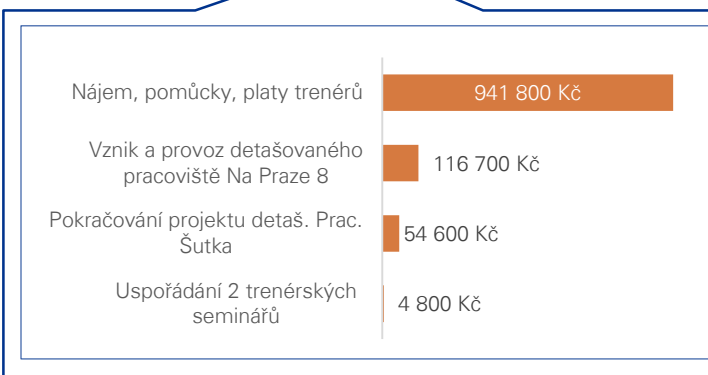 Nájem, pomůcky, platy trenérů
941 800 Kč
Vznik a provoz detašovaného
pracoviště Na Praze 8
116 700 Kč
Pokračování projektu detaš. Prac.
Šutka
54 600 Kč
Uspořádání 2 trenérských
seminářů
4 800 Kč